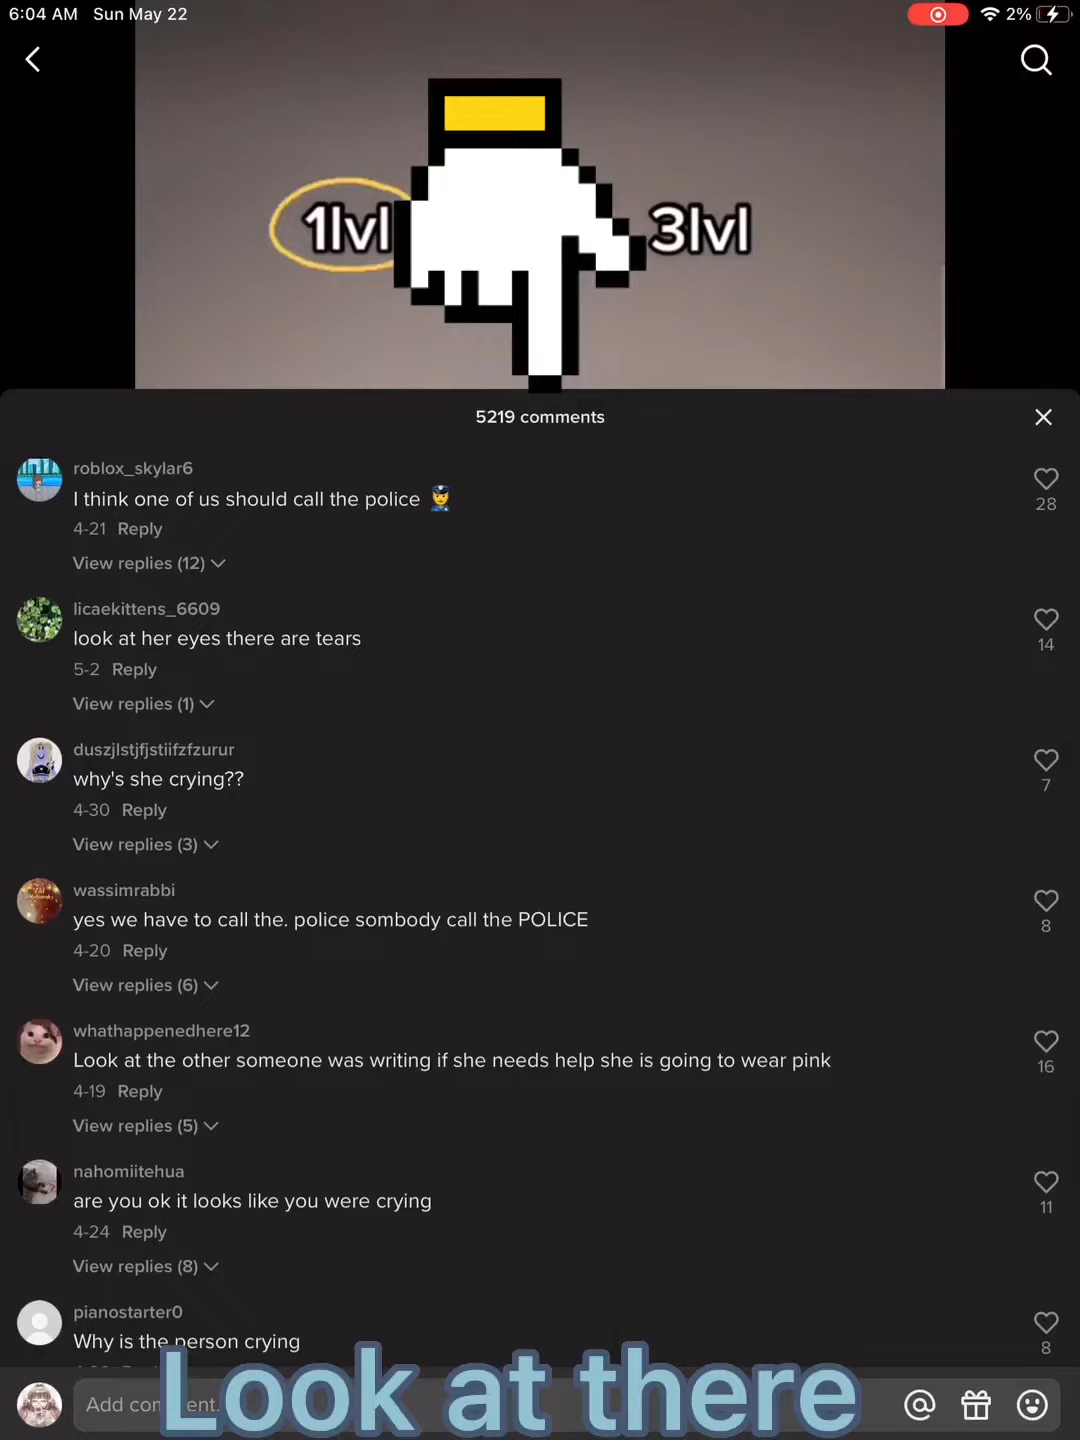 6:04 AM Sun May 22
2%
1lvl
3lvl
5219 comments
roblox_skylar6
I think one of us should call the police 👮
28
4-21 Reply
View replies (12)
licaekittens_6609
look at her eyes there are tears
14
5-2 Reply
View replies (1)
duszjlstjfjstiifzfzurur
why's she crying??
7
4-30 Reply
View replies (3)
wassimrabbi
yes we have to call the. police sombody call the POLICE
8
4-20 Reply
View replies (6)
whathappenedhere12
Look at the other someone was writing if she needs help she is going to wear pink
16
4-19 Reply
View replies (5)
nahomiitehua
are you ok it looks like you were crying
11
4-24 Reply
View replies (8)
pianostarter0
Why is the person crying
8
Add comment.
Look at there